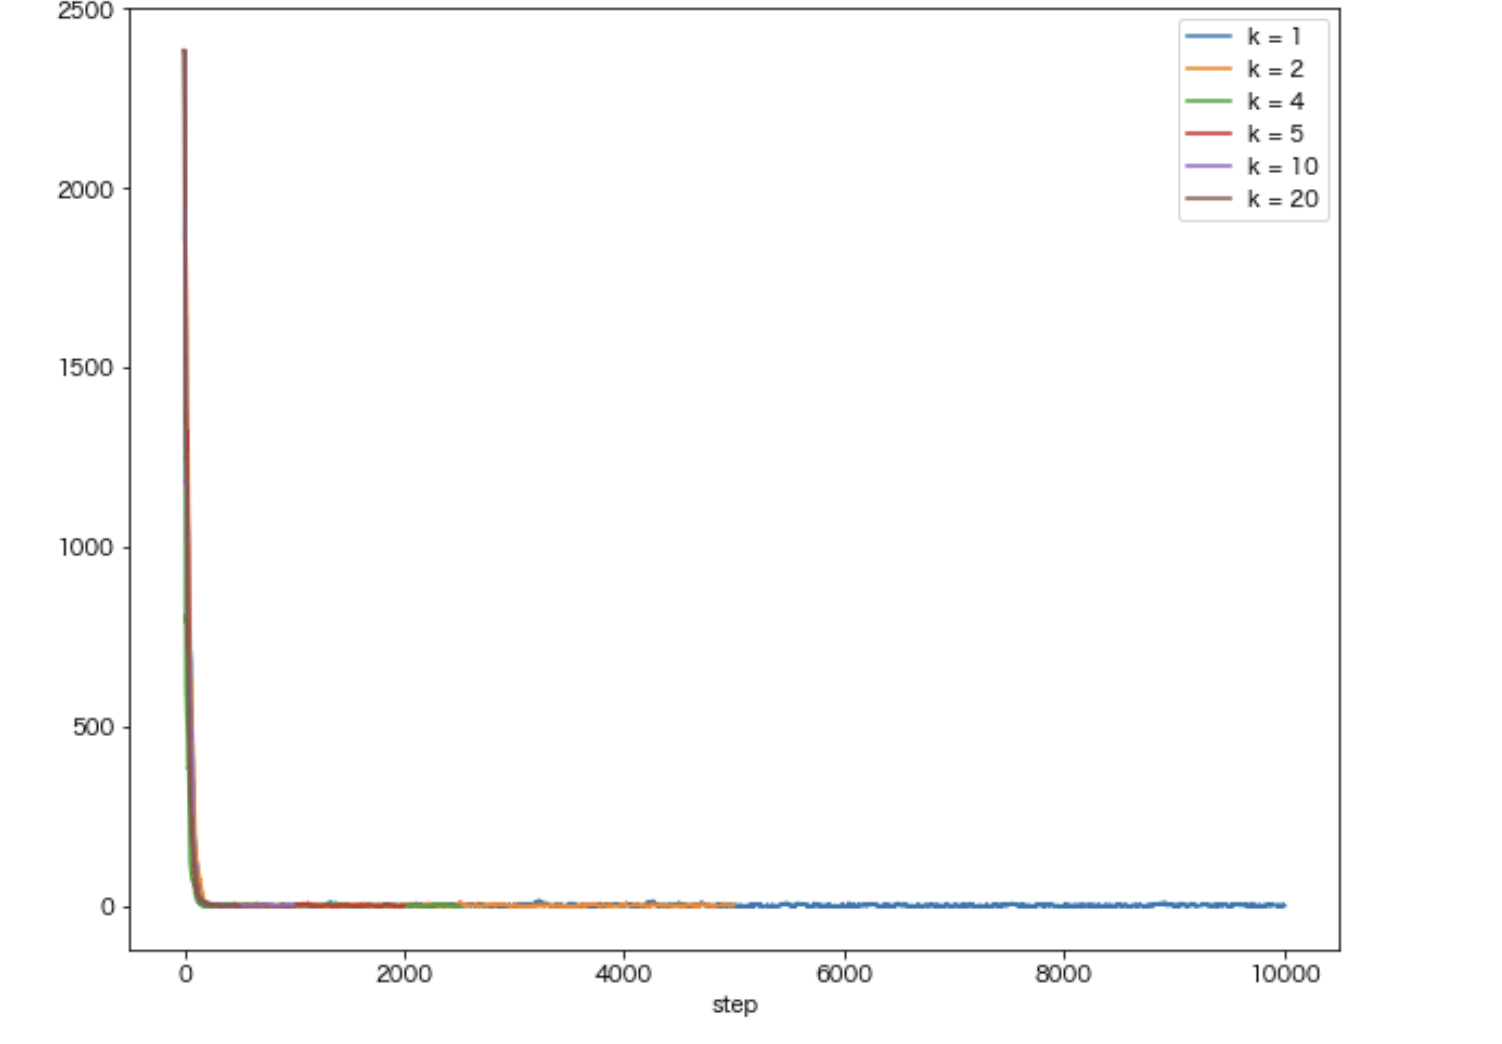 2500
2000
1500
1000
500
0
k = 1
k = 2
k = 4
k = 5
k = 10
k = 20
0 2000 4000 6000 8000 10000
step